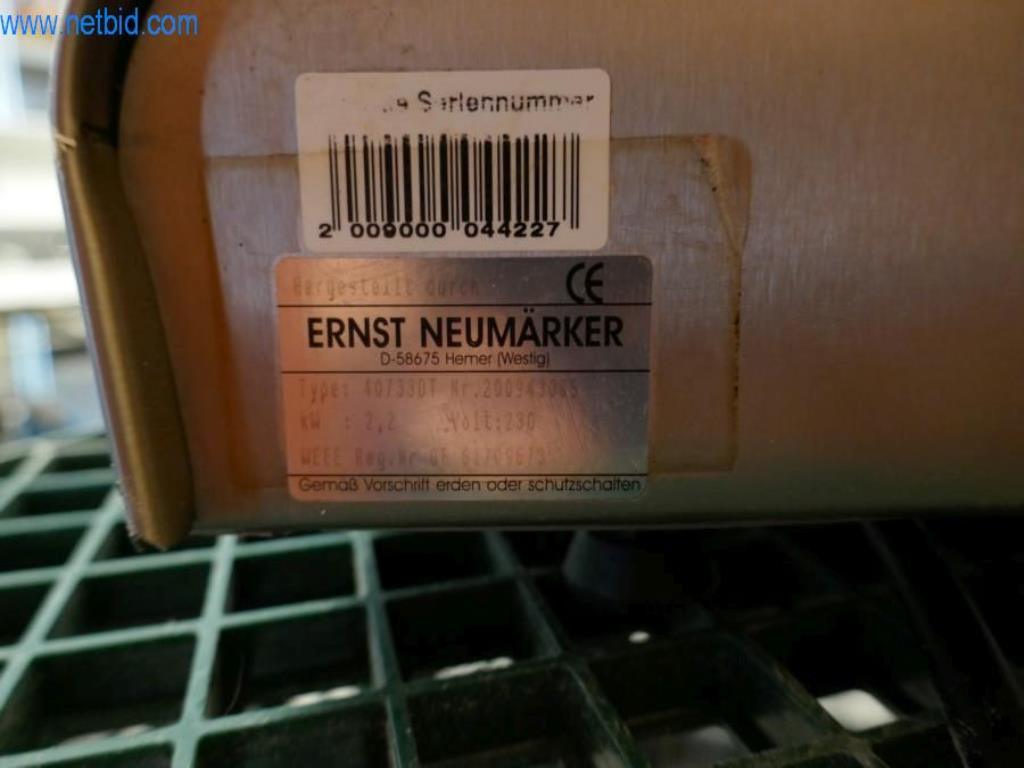 www.netbid.com
Seriennummer
2 009000 044227
Hergestellt durch CE
ERNST NEUMÄRKER
D-58675 Hemer (Westig)
Type: 40733DT
kW : 2,2 Volt:230
WEEE Reg.Nr DE
Gemäß Vorschrift erden oder schutzschalten